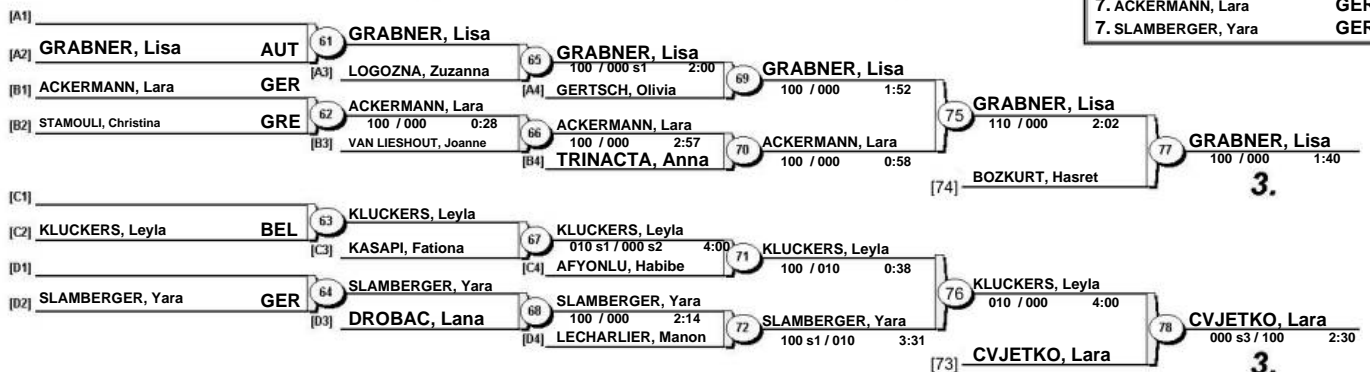 7. ACKERMANN, Lara GER
7. SLAMBERGER, Yara GER
[A1]
[A2] GRABNER, Lisa AUT
61
GRABNER, Lisa
[A3] LOGOZNA, Zuzanna
65
GRABNER, Lisa
100 / 000 s1 2:00
[A4] GERTSCH, Olivia
69
GRABNER, Lisa
100 / 000 1:52
[B1] ACKERMANN, Lara GER
[B2] STAMOULI, Christina GRE
62
ACKERMANN, Lara
100 / 000 0:28
[B3] VAN LIESHOUT, Joanne
66
ACKERMANN, Lara
100 / 000 2:57
[B4] TRINACTA, Anna
70
ACKERMANN, Lara
100 / 000 0:58
75
GRABNER, Lisa
110 / 000 2:02
[74] BOZKURT, Hasret
77
GRABNER, Lisa
100 / 000 1:40
3.
[C1]
[C2] KLUCKERS, Leyla BEL
63
KLUCKERS, Leyla
[C3] KASAPI, Fationa
67
KLUCKERS, Leyla
010 s1 / 000 s2 4:00
[C4] AFYONLU, Habibe
71
KLUCKERS, Leyla
100 / 010 0:38
[D1]
[D2] SLAMBERGER, Yara GER
64
SLAMBERGER, Yara
[D3] DROBAC, Lana
68
SLAMBERGER, Yara
100 / 000 2:14
[D4] LECHARLIER, Manon
72
SLAMBERGER, Yara
100 s1 / 010 3:31
76
KLUCKERS, Leyla
010 / 000 4:00
[73] CVJETKO, Lara
78
CVJETKO, Lara
000 s3 / 100 2:30
3.